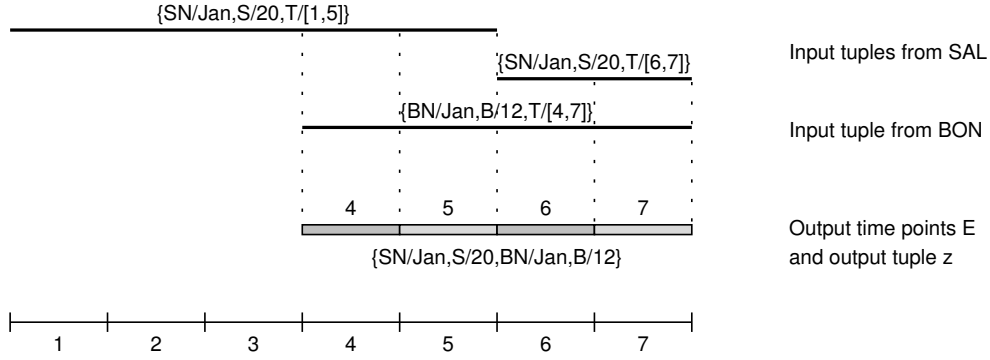 {SN/Jan,S/20,T/[1,5]}
Input tuples from SAL
{SN/Jan,S/20,T/[6,7]}
{BN/Jan,B/12,T/[4,7]}
Input tuple from BON
4 5 6 7
Output time points E
and output tuple z
{SN/Jan,S/20,BN/Jan,B/12}
1 2 3 4 5 6 7